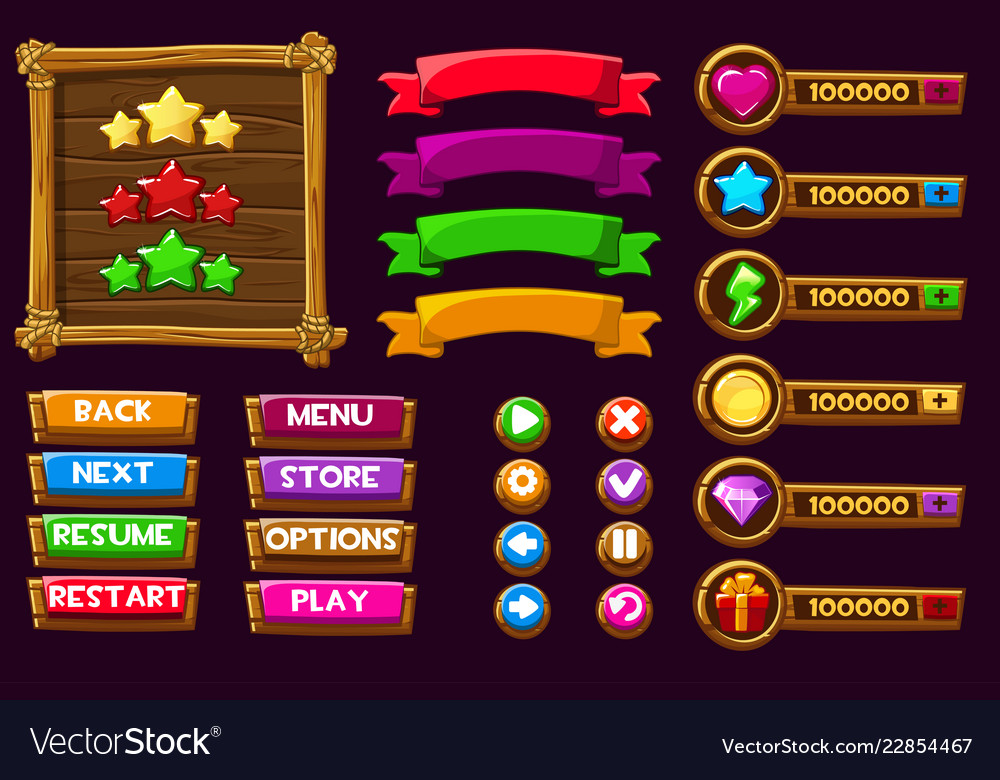 100000 +
100000 +
100000 +
100000 +
100000 +
100000 +
BACK
NEXT
RESUME
RESTART
MENU
STORE
OPTIONS
PLAY
VectorStock®
VectorStock.com/22854467